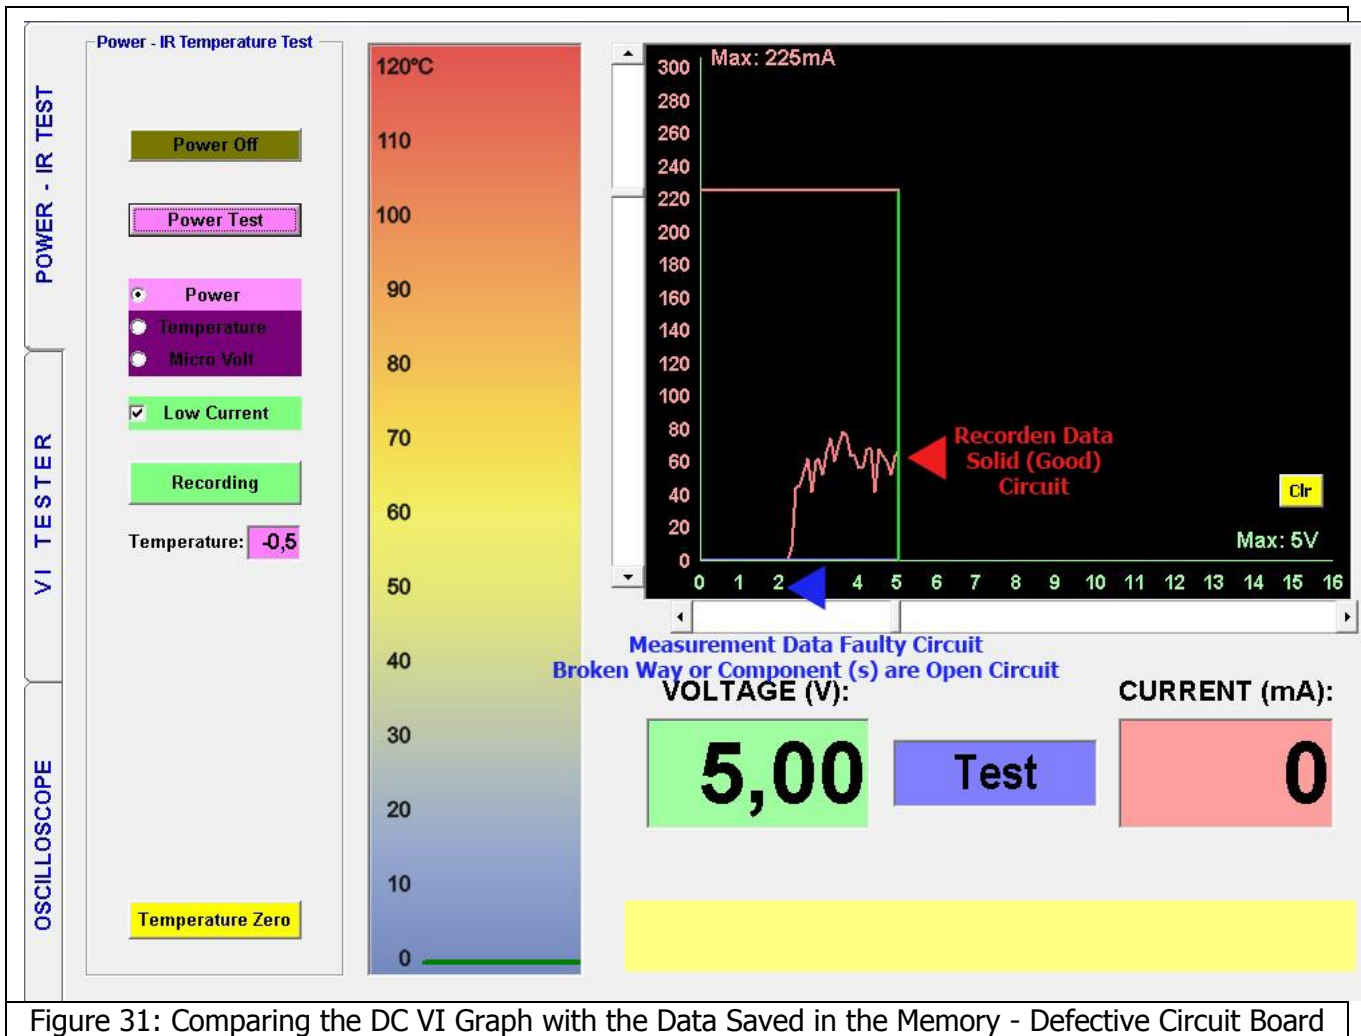 POWER - IR TEST
VI TESTER
OSCILLOSCOPE
Power - IR Temperature Test
Power Off
Power Test
Power
Temperature
Micro Volt
Low Current
Recording
Temperature: -0,5
Temperature Zero
120°C
110
100
90
80
70
60
50
40
30
20
10
0
Max: 225mA
300
280
260
240
220
200
180
160
140
120
100
80
60
40
20
0
Recorden Data
Solid (Good)
Circuit
Clr
Max: 5V
0 1 2 4 5 6 7 8 9 10 11 12 13 14 15 16
Measurement Data Faulty Circuit
Broken Way or Component (s) are Open Circuit
VOLTAGE (V):
5,00
Test
CURRENT (mA):
0
Figure 31: Comparing the DC VI Graph with the Data Saved in the Memory - Defective Circuit Board